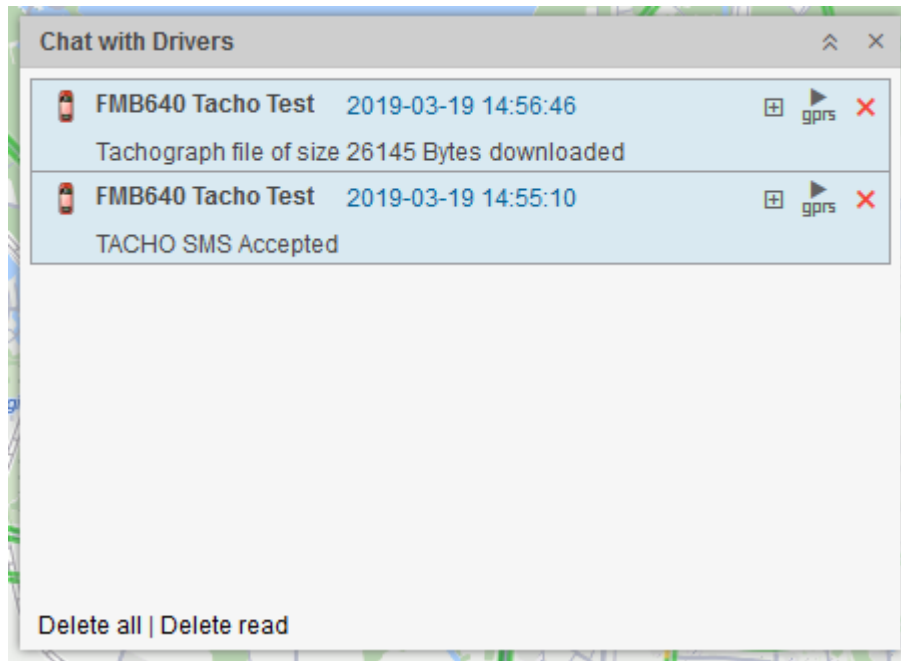 Chat with Drivers
FMB640 Tacho Test 2019-03-19 14:56:46 gprs
Tachograph file of size 26145 Bytes downloaded
FMB640 Tacho Test 2019-03-19 14:55:10 gprs
TACHO SMS Accepted
Delete all | Delete read